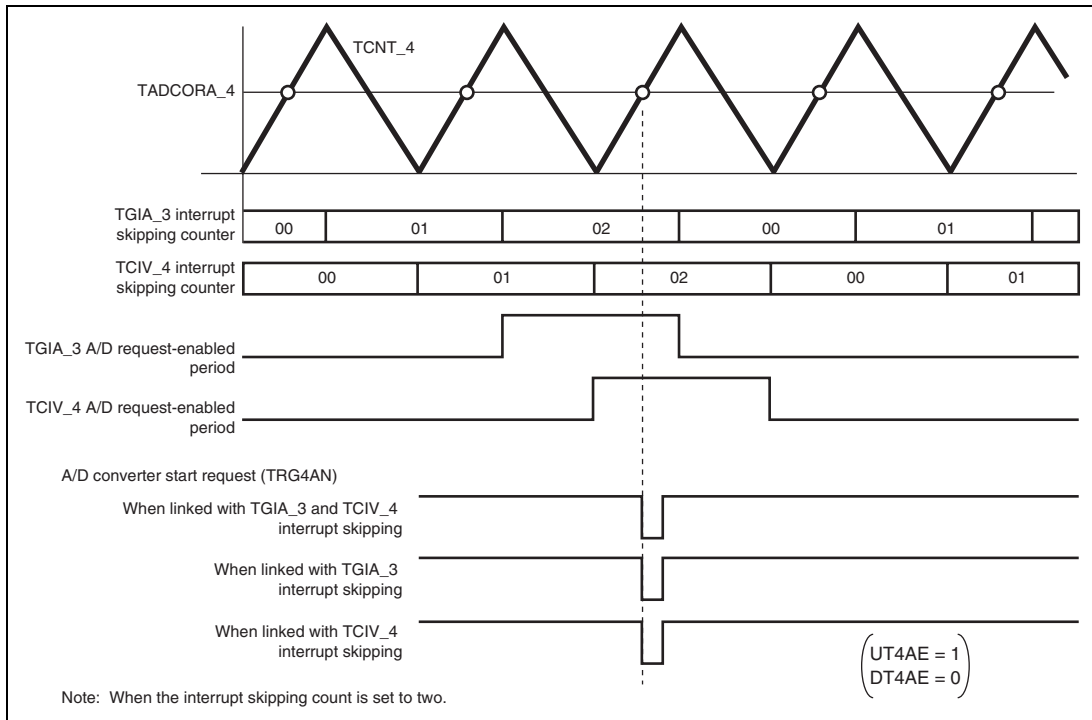 TCNT_4
TADCORA_4
TGIA_3 interrupt
skipping counter
00 01 02 00 01
TCIV_4 interrupt
skipping counter
00 01 02 00 01
TGIA_3 A/D request-enabled
period
TCIV_4 A/D request-enabled
period
A/D converter start request (TRG4AN)
When linked with TGIA_3 and TCIV_4
interrupt skipping
When linked with TGIA_3
interrupt skipping
When linked with TCIV_4
interrupt skipping
UT4AE = 1
DT4AE = 0
Note: When the interrupt skipping count is set to two.